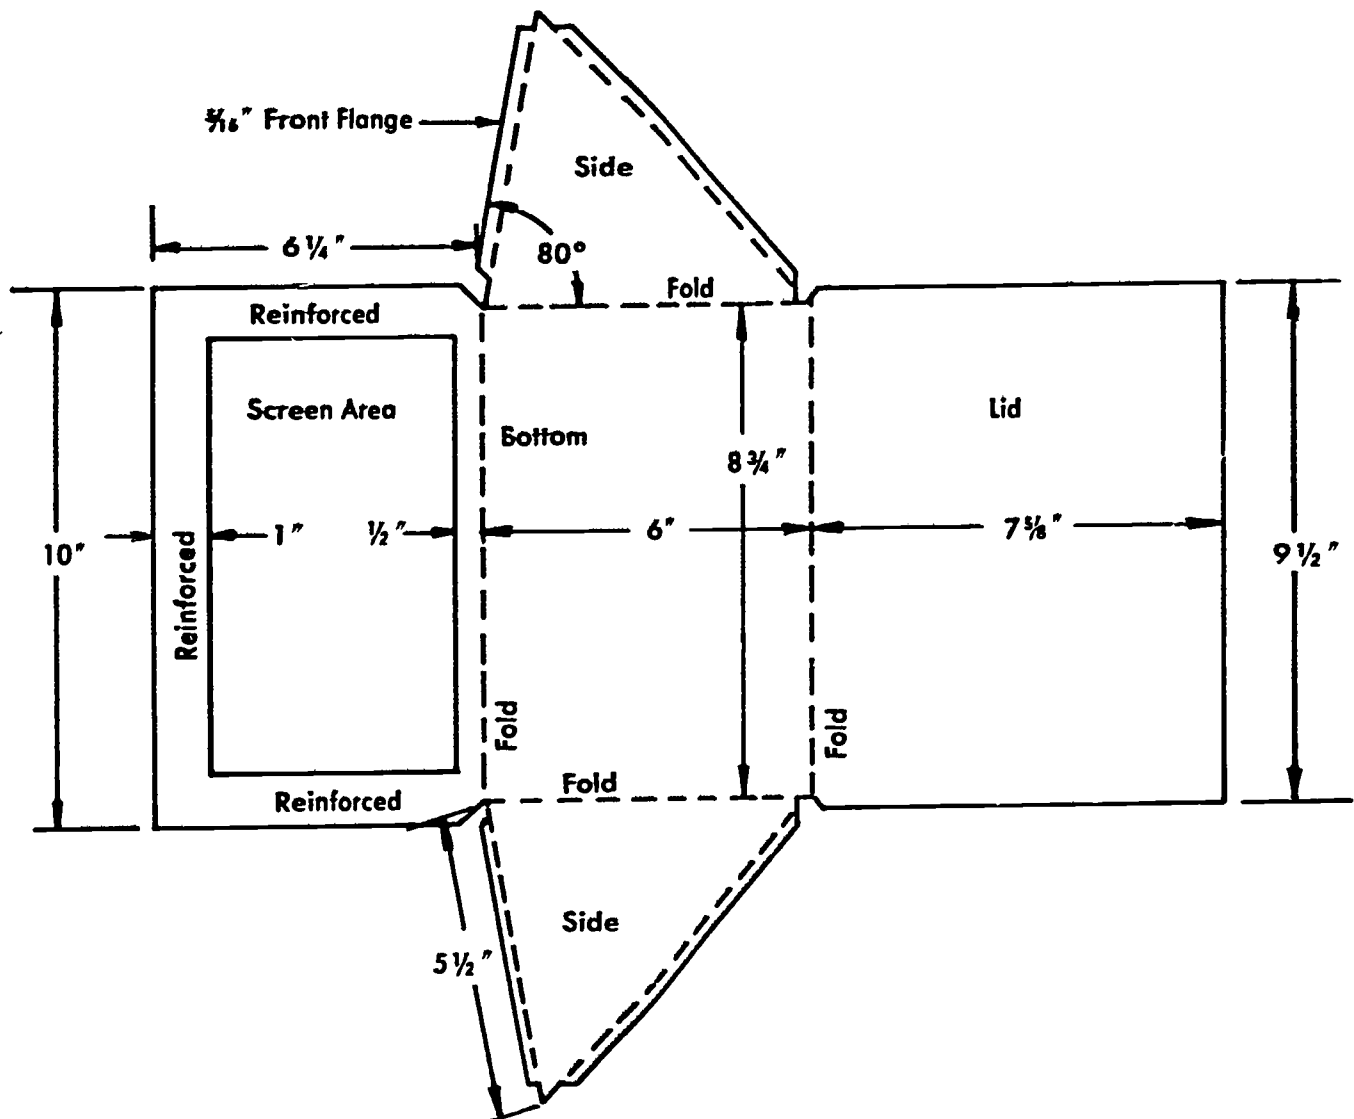 5/16" Front Flange
Side
6 1/4"
80°
Fold
Reinforced
Screen Area
Lid
Bottom
8 3/4"
10"
Reinforced
1"
1/2"
6"
7 5/8"
9 1/2"
Fold
Fold
Fold
Reinforced
Side
5 1/2"